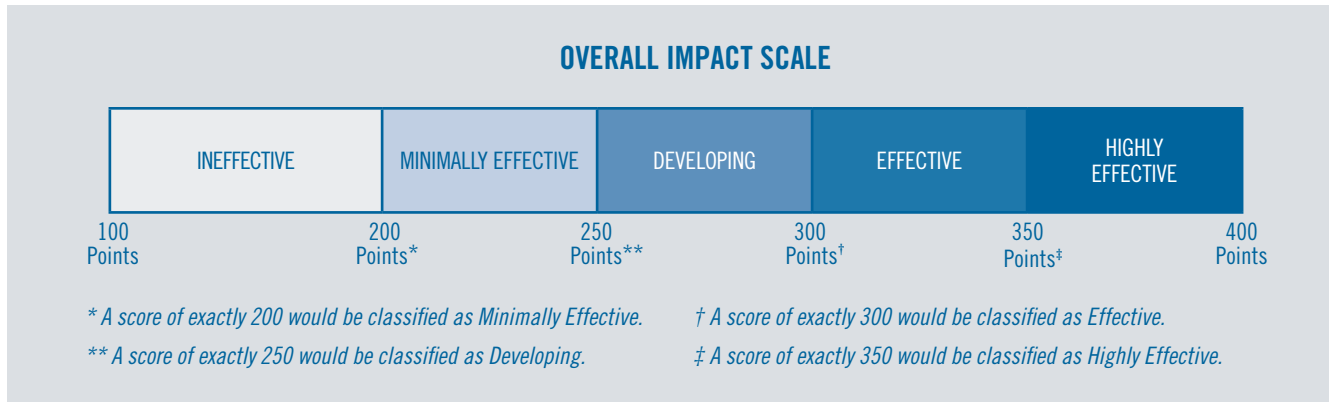 OVERALL IMPACT SCALE
INEFFECTIVE
MINIMALLY EFFECTIVE
DEVELOPING
EFFECTIVE
HIGHLY
EFFECTIVE
100
Points
200
Points*
250
Points**
300
Points†
350
Points‡
400
Points
* A score of exactly 200 would be classified as Minimally Effective.
** A score of exactly 250 would be classified as Developing.
† A score of exactly 300 would be classified as Effective.
‡ A score of exactly 350 would be classified as Highly Effective.